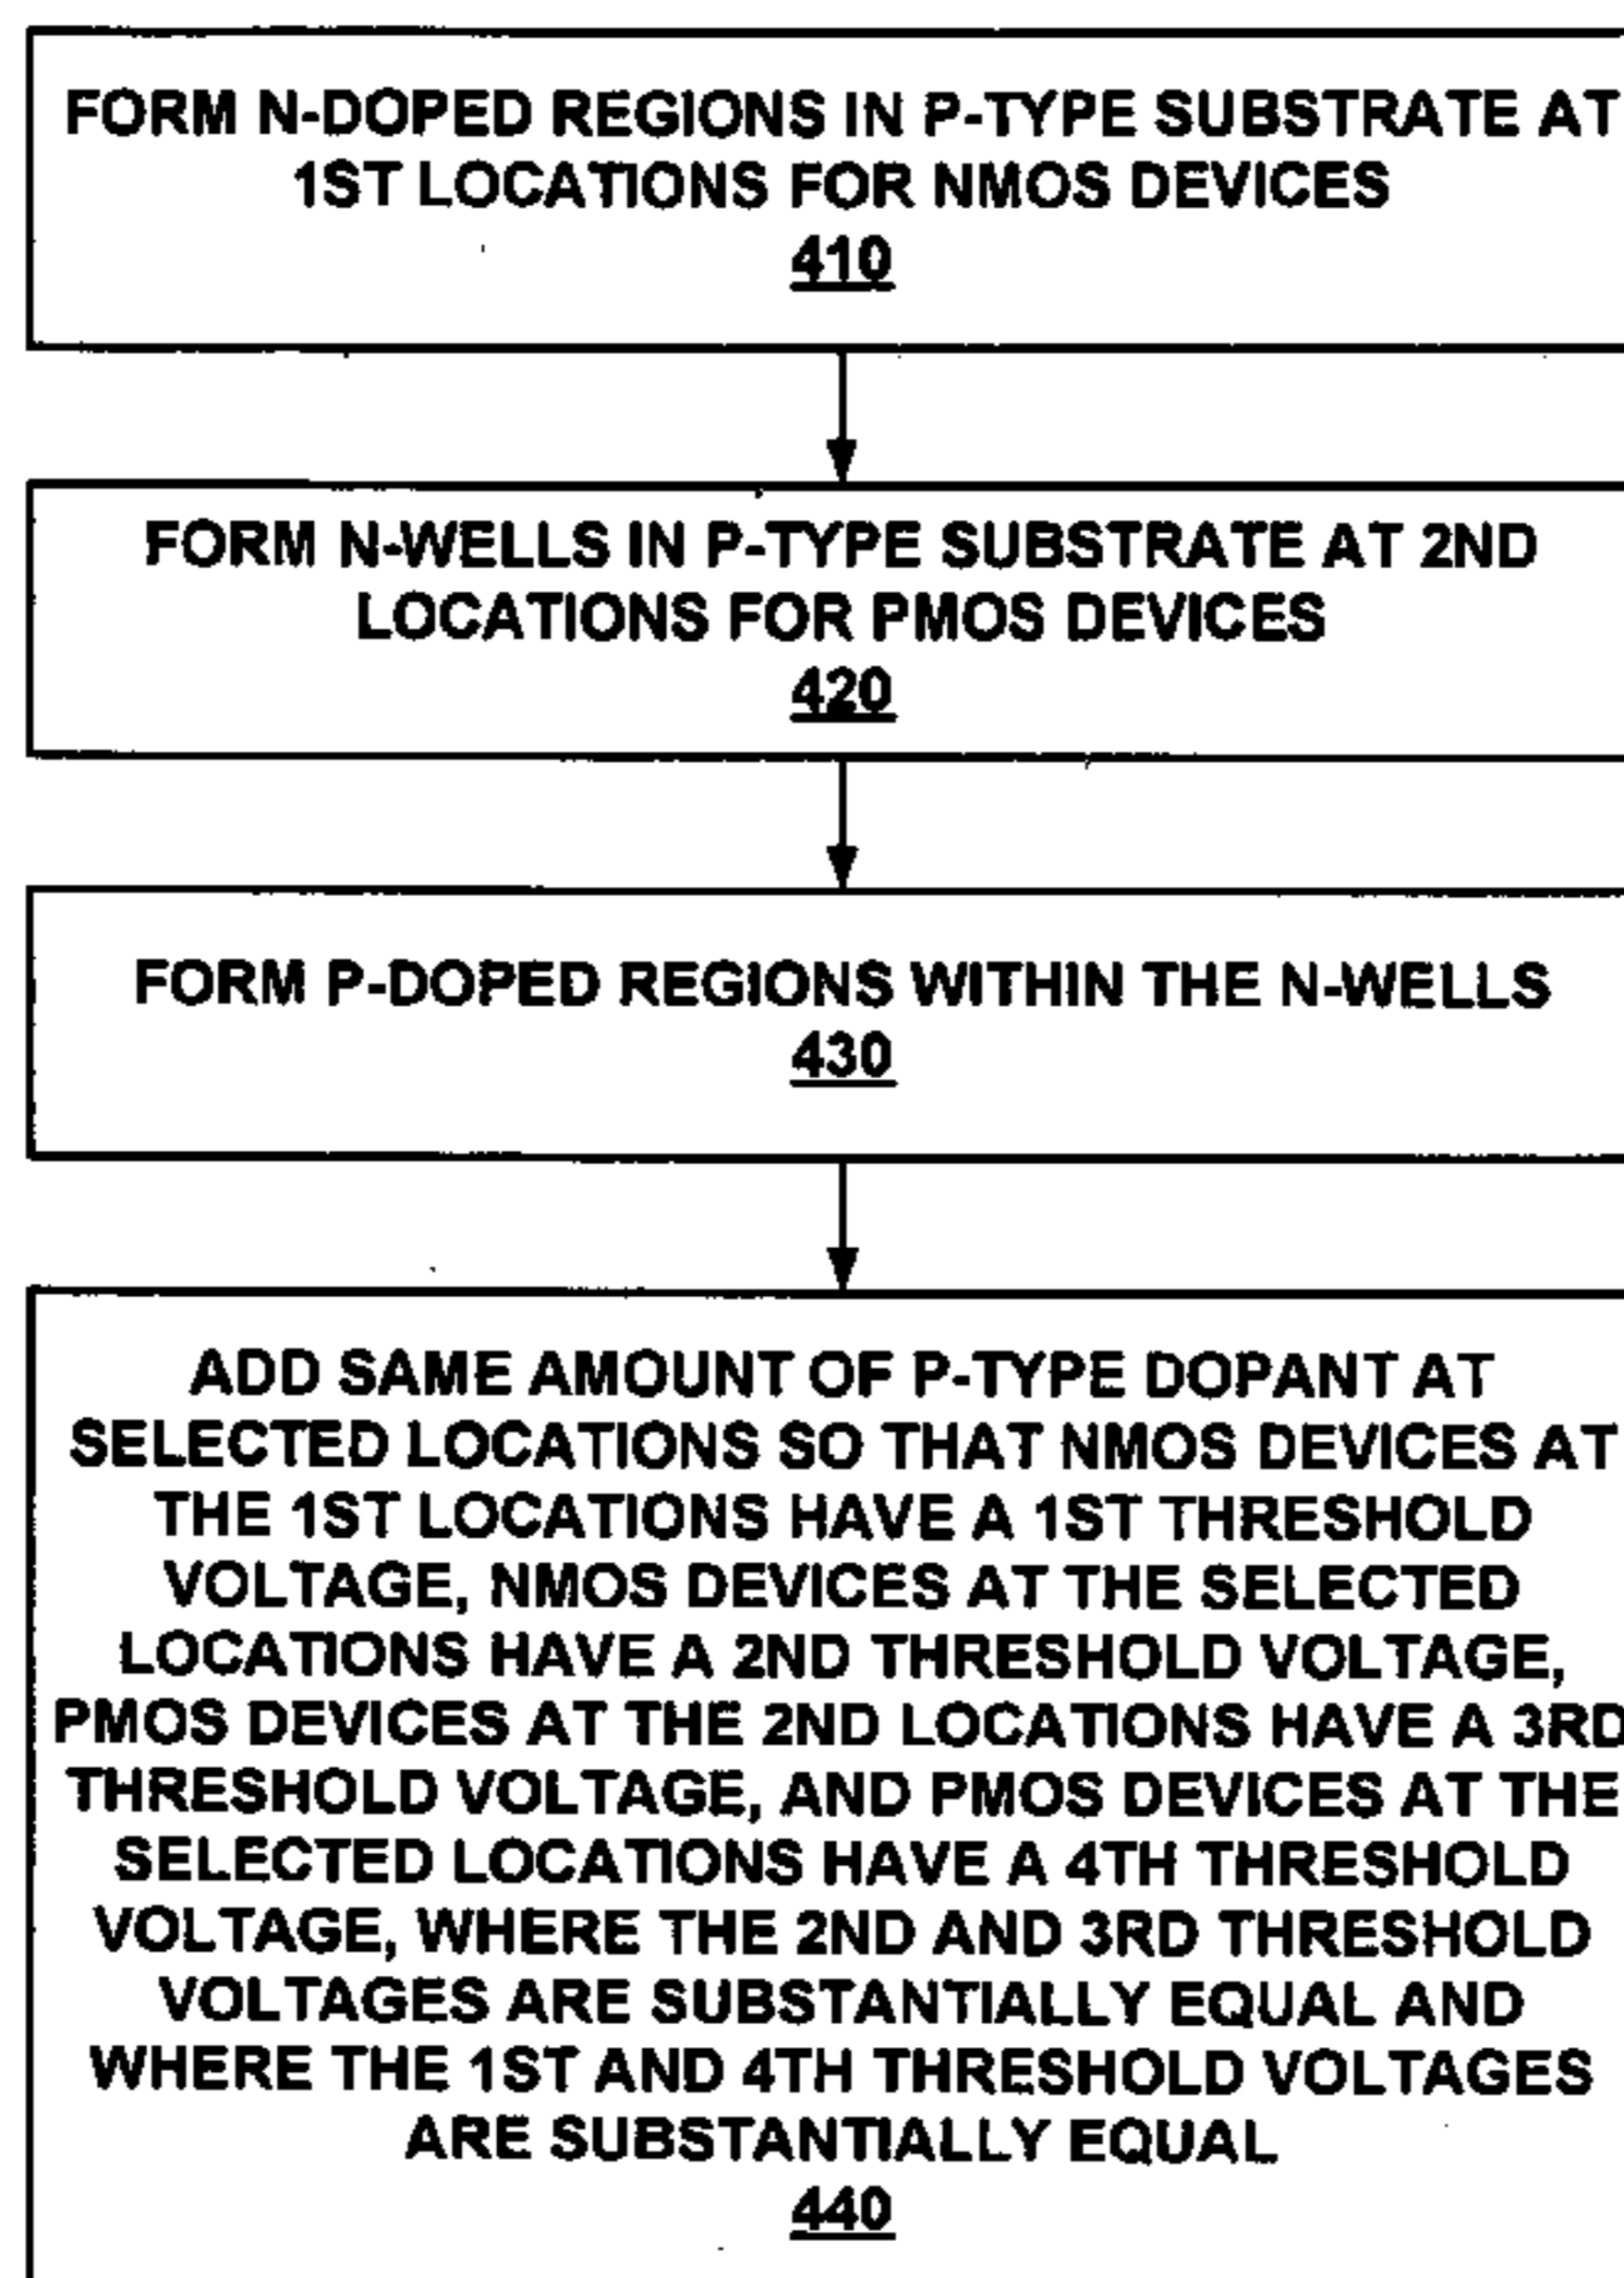 FORM N-DOPED REGIONS IN P-TYPE SUBSTRATE AT
1ST LOCATIONS FOR NMOS DEVICES
410
FORM N-WELLS IN P-TYPE SUBSTRATE AT 2ND
LOCATIONS FOR PMOS DEVICES
420
FORM P-DOPED REGIONS WITHIN THE N-WELLS
430
ADD SAME AMOUNT OF P-TYPE DOPANT AT
SELECTED LOCATIONS SO THAT NMOS DEVICES AT
THE 1ST LOCATIONS HAVE A 1ST THRESHOLD
VOLTAGE, NMOS DEVICES AT THE SELECTED
LOCATIONS HAVE A 2ND THRESHOLD VOLTAGE,
PMOS DEVICES AT THE 2ND LOCATIONS HAVE A 3RD
THRESHOLD VOLTAGE, AND PMOS DEVICES AT THE
SELECTED LOCATIONS HAVE A 4TH THRESHOLD
VOLTAGE, WHERE THE 2ND AND 3RD THRESHOLD
VOLTAGES ARE SUBSTANTIALLY EQUAL AND
WHERE THE 1ST AND 4TH THRESHOLD VOLTAGES
ARE SUBSTANTIALLY EQUAL
440